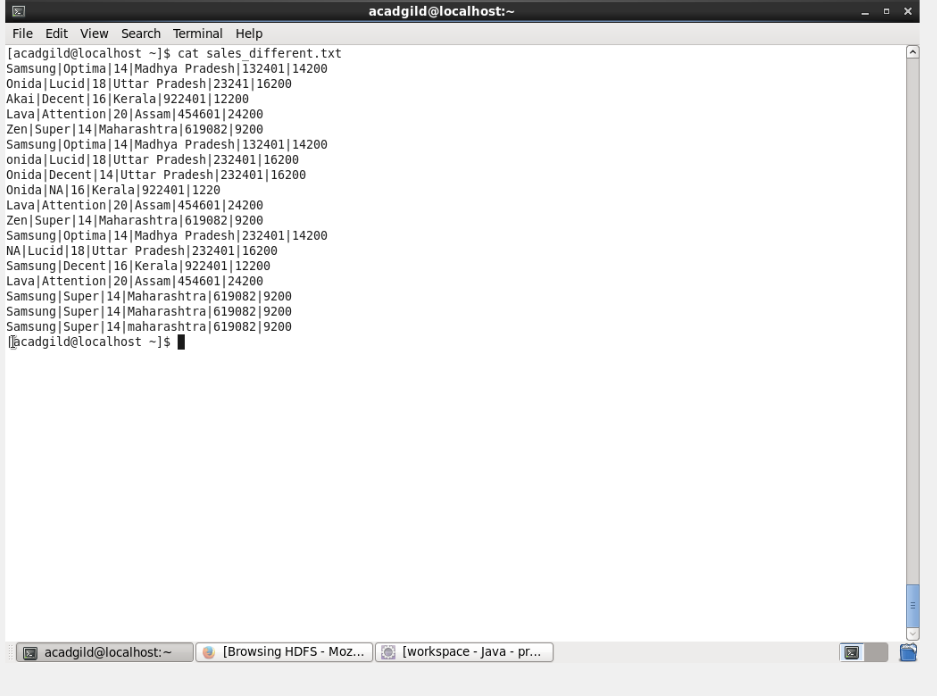 acadgild@localhost:~
File Edit View Search Terminal Help
[acadgild@localhost ~]$ cat sales_different.txt
Samsung|Optima|14|Madhya Pradesh|132401|14200
Onida|Lucid|18|Uttar Pradesh|23241|16200
Akai|Decent|16|Kerala|922401|12200
Lava|Attention|20|Assam|454601|24200
Zen|Super|14|Maharashtra|619082|9200
Samsung|Optima|14|Madhya Pradesh|132401|14200
onida|Lucid|18|Uttar Pradesh|232401|16200
Onida|Decent|14|Uttar Pradesh|232401|16200
Onida|NA|16|Kerala|922401|1220
Lava|Attention|20|Assam|454601|24200
Zen|Super|14|Maharashtra|619082|9200
Samsung|Optima|14|Madhya Pradesh|232401|14200
NA|Lucid|18|Uttar Pradesh|232401|16200
Samsung|Decent|16|Kerala|922401|12200
Lava|Attention|20|Assam|454601|24200
Samsung|Super|14|Maharashtra|619082|9200
Samsung|Super|14|Maharashtra|619082|9200
Samsung|Super|14|maharashtra|619082|9200
[acadgild@localhost ~]$
acadgild@localhost:~ [Browsing HDFS - Moz... [workspace - Java - pr...